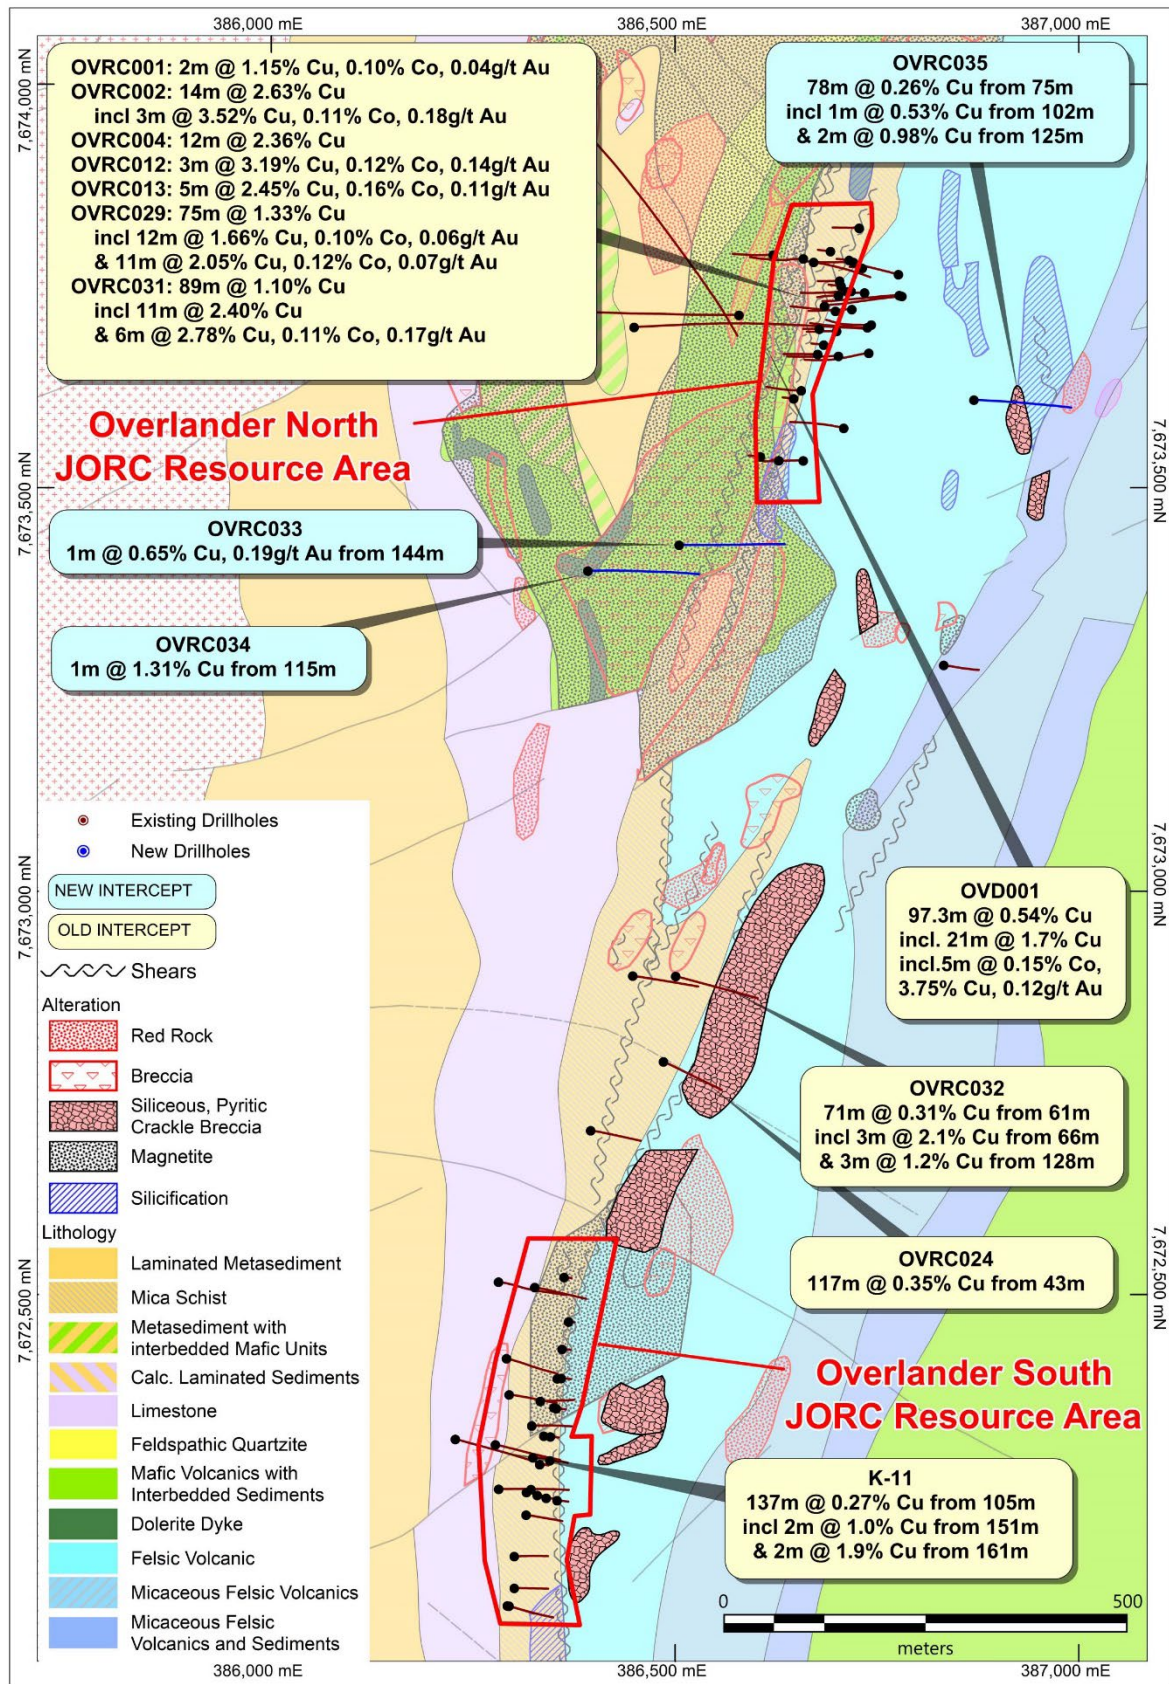 386,000 mE
386,500 mE
387,000 mE
7,674,000 mN
OVRC001: 2m @ 1.15% Cu, 0.10% Co, 0.04g/t Au
OVRC002: 14m @ 2.63% Cu
incl 3m @ 3.52% Cu, 0.11% Co, 0.18g/t Au
OVRC004: 12m @ 2.36% Cu
OVRC012: 3m @ 3.19% Cu, 0.12% Co, 0.14g/t Au
OVRC013: 5m @ 2.45% Cu, 0.16% Co, 0.11g/t Au
OVRC029: 75m @ 1.33% Cu
incl 12m @ 1.66% Cu, 0.10% Co, 0.06g/t Au
& 11m @ 2.05% Cu, 0.12% Co, 0.07g/t Au
OVRC031: 89m @ 1.10% Cu
incl 11m @ 2.40% Cu
& 6m @ 2.78% Cu, 0.11% Co, 0.17g/t Au
OVRC035
78m @ 0.26% Cu from 75m
incl 1m @ 0.53% Cu from 102m
& 2m @ 0.98% Cu from 125m
Overlander North
JORC Resource Area
7,673,500 mN
7,673,500 mN
OVRC033
1m @ 0.65% Cu, 0.19g/t Au from 144m
OVRC034
1m @ 1.31% Cu from 115m
7,673,000 mN
7,673,000 mN
OVD001
97.3m @ 0.54% Cu
incl. 21m @ 1.7% Cu
incl.5m @ 0.15% Co,
3.75% Cu, 0.12g/t Au
OVRC032
71m @ 0.31% Cu from 61m
incl 3m @ 2.1% Cu from 66m
& 3m @ 1.2% Cu from 128m
OVRC024
117m @ 0.35% Cu from 43m
7,672,500 mN
7,672,500 mN
Overlander South
JORC Resource Area
K-11
137m @ 0.27% Cu from 105m
incl 2m @ 1.0% Cu from 151m
& 2m @ 1.9% Cu from 161m
Existing Drillholes
New Drillholes
NEW INTERCEPT
OLD INTERCEPT
Shears
Alteration
Red Rock
Breccia
Siliceous, Pyritic
Crackle Breccia
Magnetite
Silicification
Lithology
Laminated Metasediment
Mica Schist
Metasediment with
interbedded Mafic Units
Calc. Laminated Sediments
Limestone
Feldspathic Quartzite
Mafic Volcanics with
Interbedded Sediments
Dolerite Dyke
Felsic Volcanic
Micaceous Felsic Volcanics
Micaceous Felsic
Volcanics and Sediments
0
500
meters
386,000 mE
386,500 mE
387,000 mE